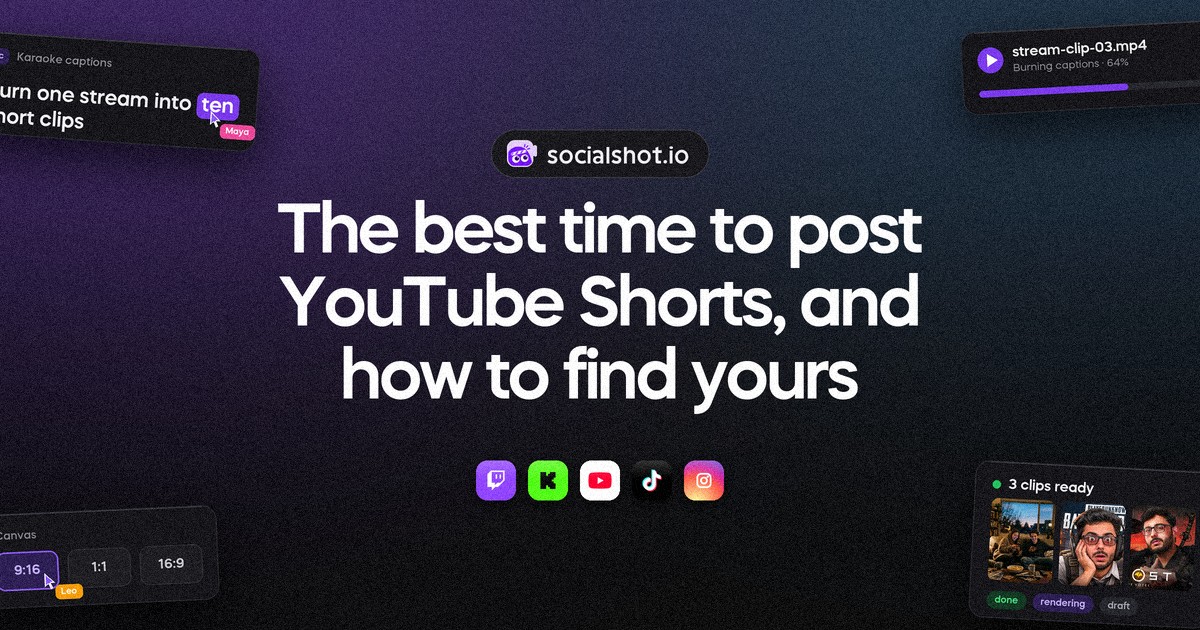 Karaoke captions
urn one stream into ten
hort clips
Maya
stream-clip-03.mp4
Burning captions · 64%
socialshot.io
The best time to post
YouTube Shorts, and
how to find yours
Canvas
9:16
1:1
16:9
Leo
3 clips ready
ST
done
rendering
draft